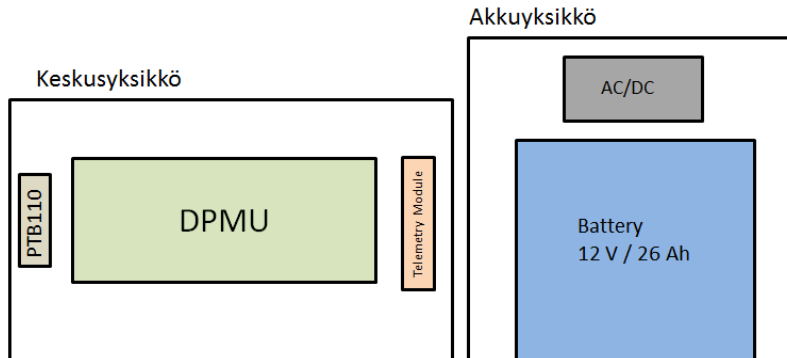 Akkuyksikkö
Keskusyksikkö
AC/DC
PTB110
DPMU
Telemetry Module
Battery
12 V / 26 Ah